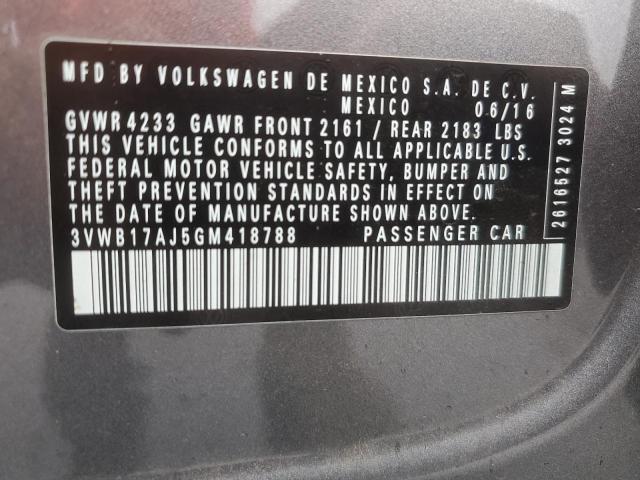 MFD BY VOLKSWAGEN DE MEXICO S.A. DE C.V.
MEXICO 06/16
GVWR 4233 GAWR FRONT 2161 / REAR 2183 LBS
THIS VEHICLE CONFORMS TO ALL APPLICABLE U.S.
FEDERAL MOTOR VEHICLE SAFETY, BUMPER AND
THEFT PREVENTION STANDARDS IN EFFECT ON
THE DATE OF MANUFACTURE SHOWN ABOVE.
3VWB17AJ5GM418788 PASSENGER CAR
2616527 3024 M